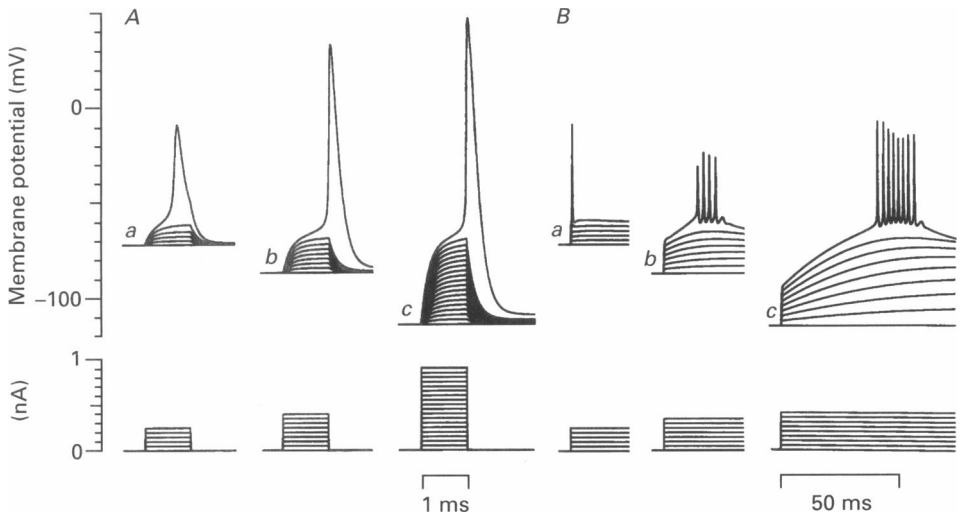 A
B
Membrane potential (mV)
0
–100
a
b
c
a
b
c
(nA)
1
0
1 ms
50 ms